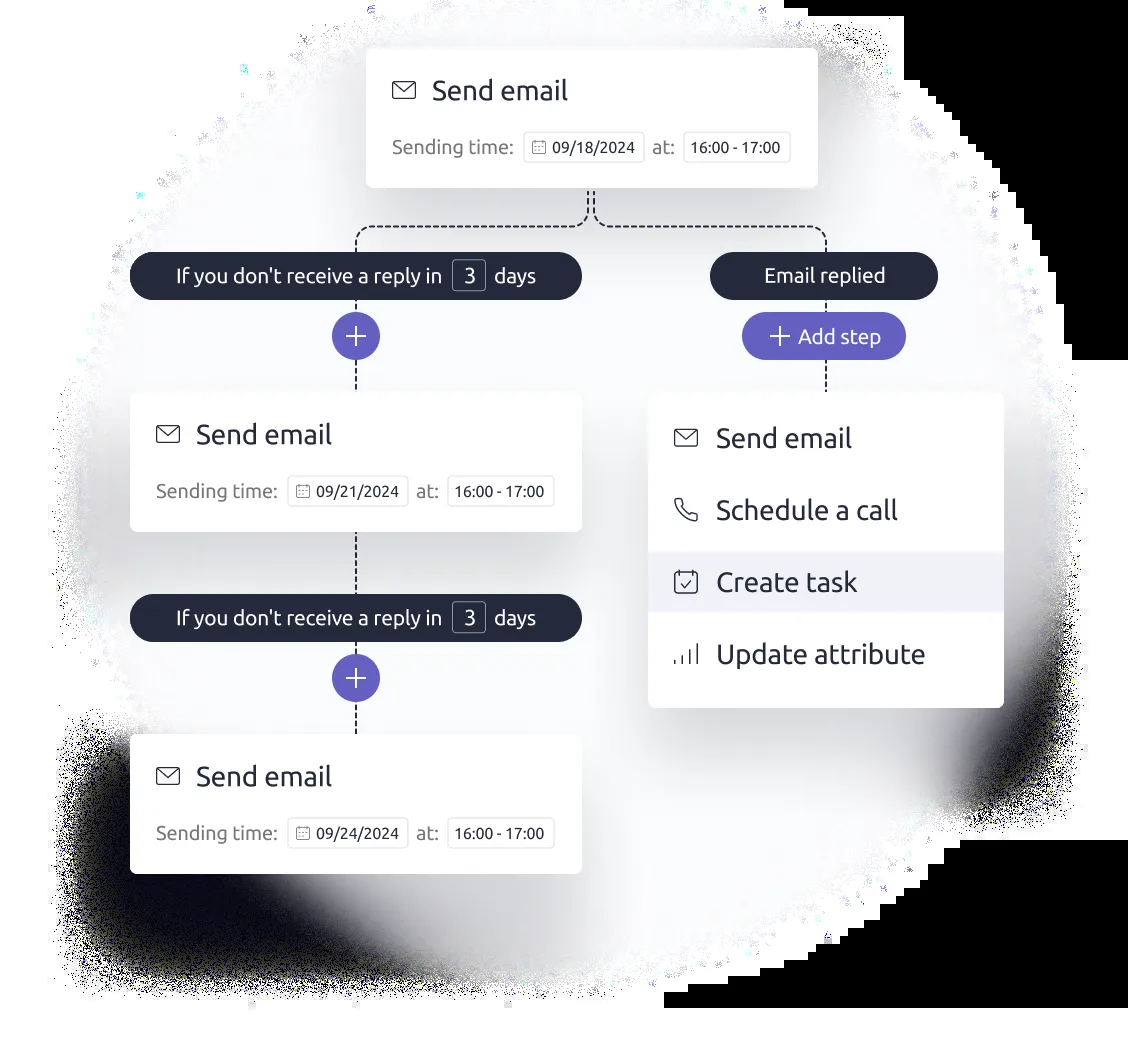 Send email
Sending time: 09/18/2024 at: 16:00 - 17:00
If you don't receive a reply in 3 days
Email replied
+ Add step
Send email
Sending time: 09/21/2024 at: 16:00 - 17:00
If you don't receive a reply in 3 days
Send email
Sending time: 09/24/2024 at: 16:00 - 17:00
Send email
Schedule a call
Create task
Update attribute